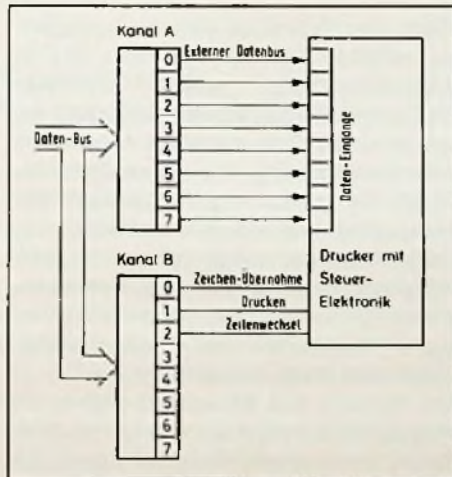 Kanal A
0 Externer Datenbus
1
2
3
4
5
6
7
Daten-Bus
Daten-Eingänge
Drucker mit
Steuer-
Elektronik
Kanal B
0 Zeichen-Übernahme
1 Drucken
2 Zeilenwechsel
3
4
5
6
7